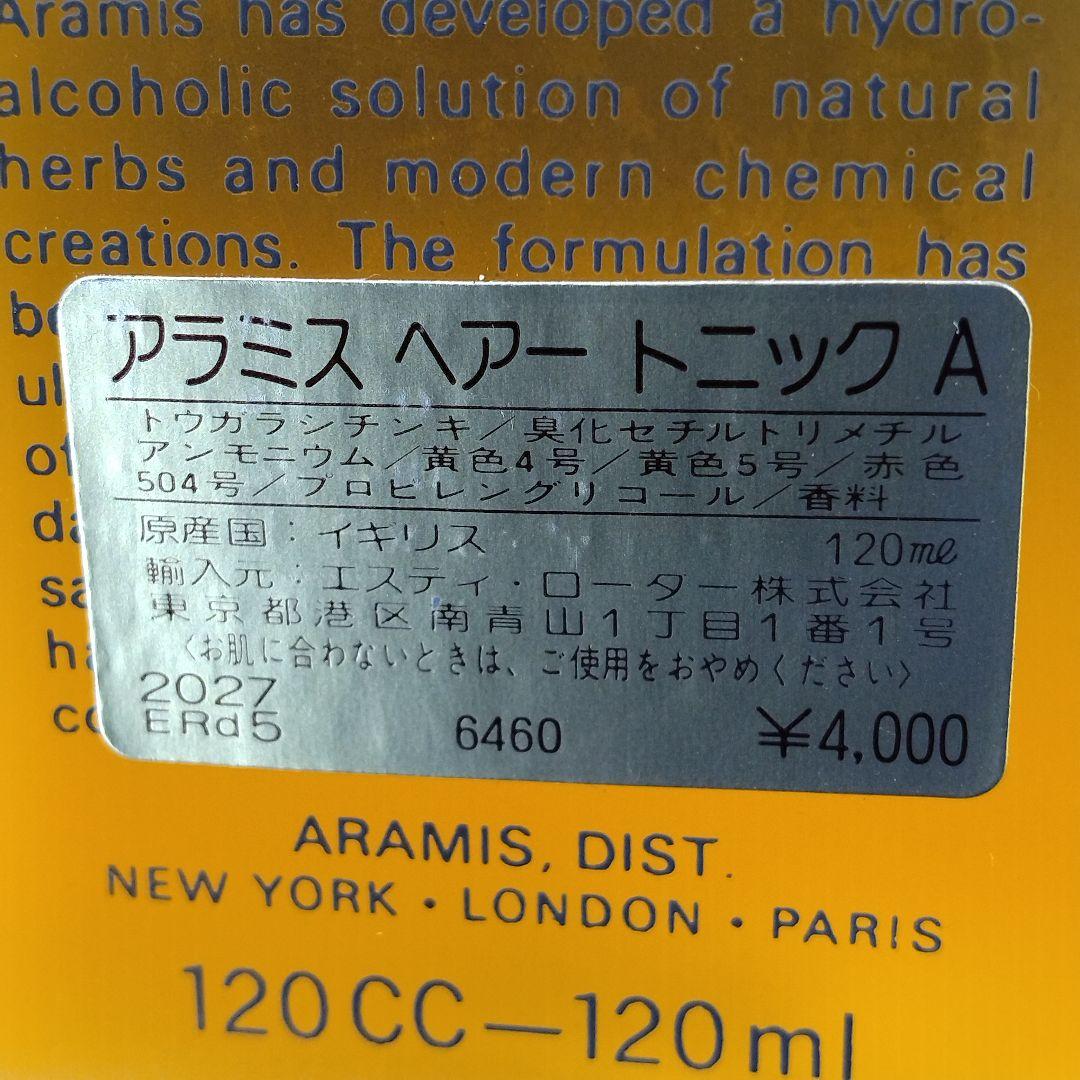 Aramis has developed a hydro-
alcoholic solution of natural
herbs and modern chemical
creations. The formulation has
アラミス ヘアー トニック A
トウガラシチンキ/臭化セチルトリメチル
アンモニウム/黄色4号/黄色5号/赤色
504号/プロピレングリコール/香料
原産国:イギリス 120ml
輸入元:エスティ・ローダー株式会社
東京都港区南青山1丁目1番1号
〈お肌に合わないときは、ご使用をおやめください〉
2027
ERd5 6460 ¥4,000
ARAMIS, DIST.
NEW YORK・LONDON・PARIS
120CC—120ml